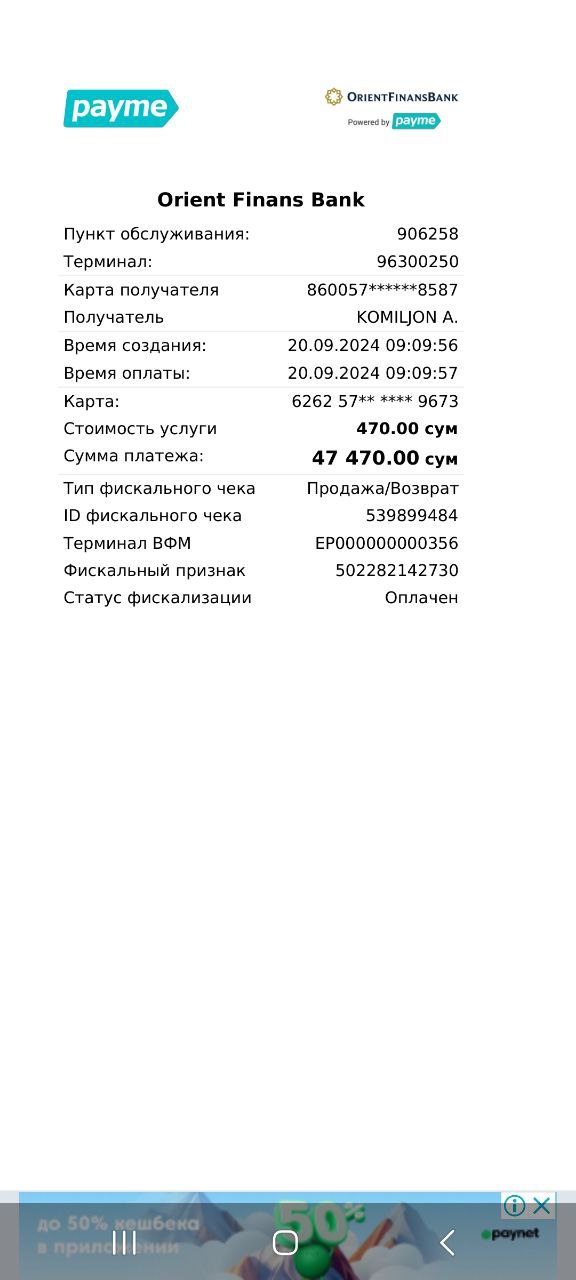 payme
ORIENTFINANSBANK
Powered by payme
Orient Finans Bank
Пункт обслуживания: 906258
Терминал: 96300250
Карта получателя 860057******8587
Получатель KOMILJON A.
Время создания: 20.09.2024 09:09:56
Время оплаты: 20.09.2024 09:09:57
Карта: 6262 57** **** 9673
Стоимость услуги 470.00 сум
Сумма платежа: 47 470.00 сум
Тип фискального чека Продажа/Возврат
ID фискального чека 539899484
Терминал ВФМ EP000000000356
Фискальный признак 502282142730
Статус фискализации Оплачен
до 50% кешбека
в приложении
50%
paynet